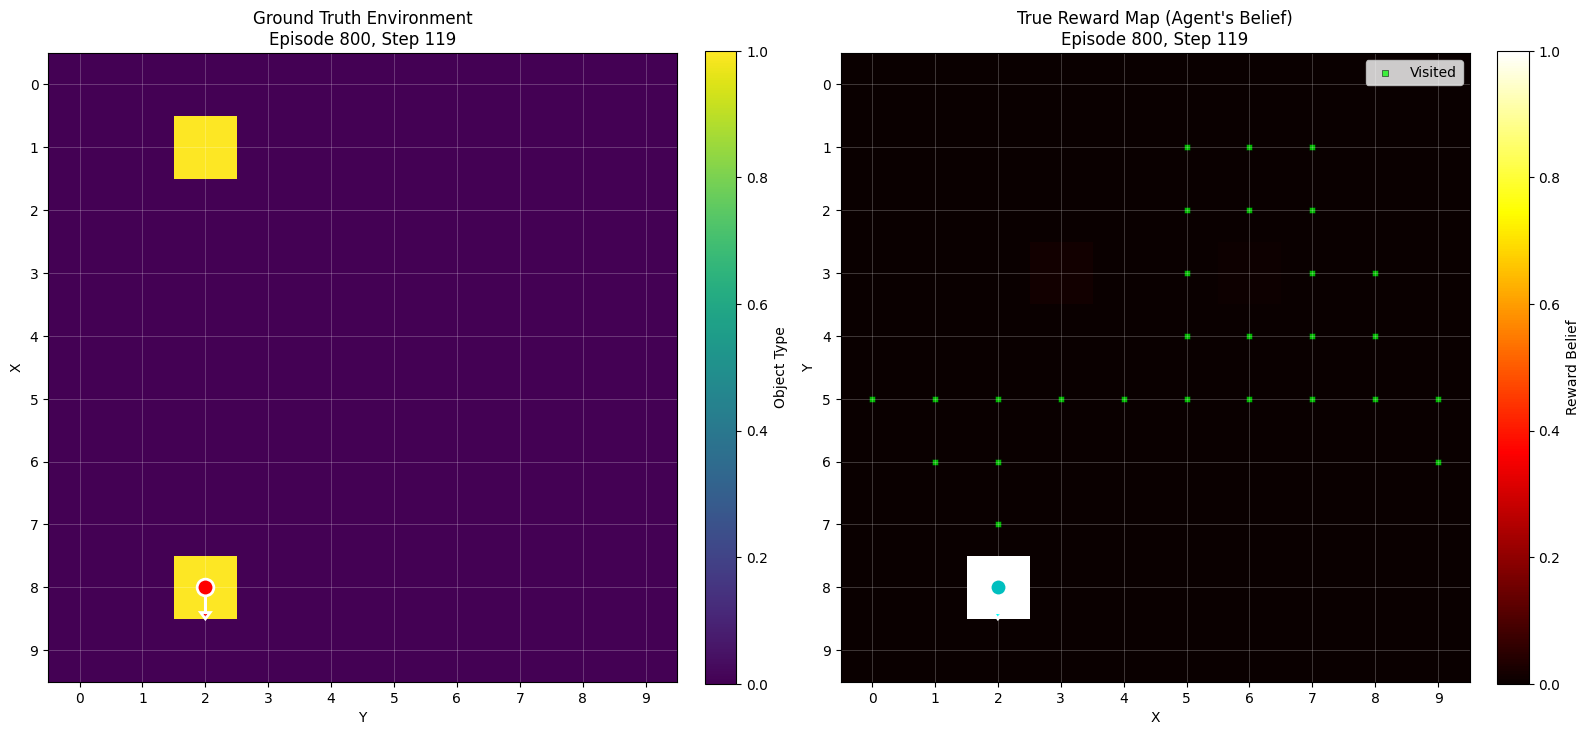 Ground Truth Environment
Episode 800, Step 119
X
0
1
2
3
4
5
6
7
8
9
0 1 2 3 4 5 6 7 8 9
Y
1.0
0.8
0.6
0.4
0.2
0.0
Object Type
True Reward Map (Agent's Belief)
Episode 800, Step 119
Visited
Y
0
1
2
3
4
5
6
7
8
9
0 1 2 3 4 5 6 7 8 9
X
1.0
0.8
0.6
0.4
0.2
0.0
Reward Belief